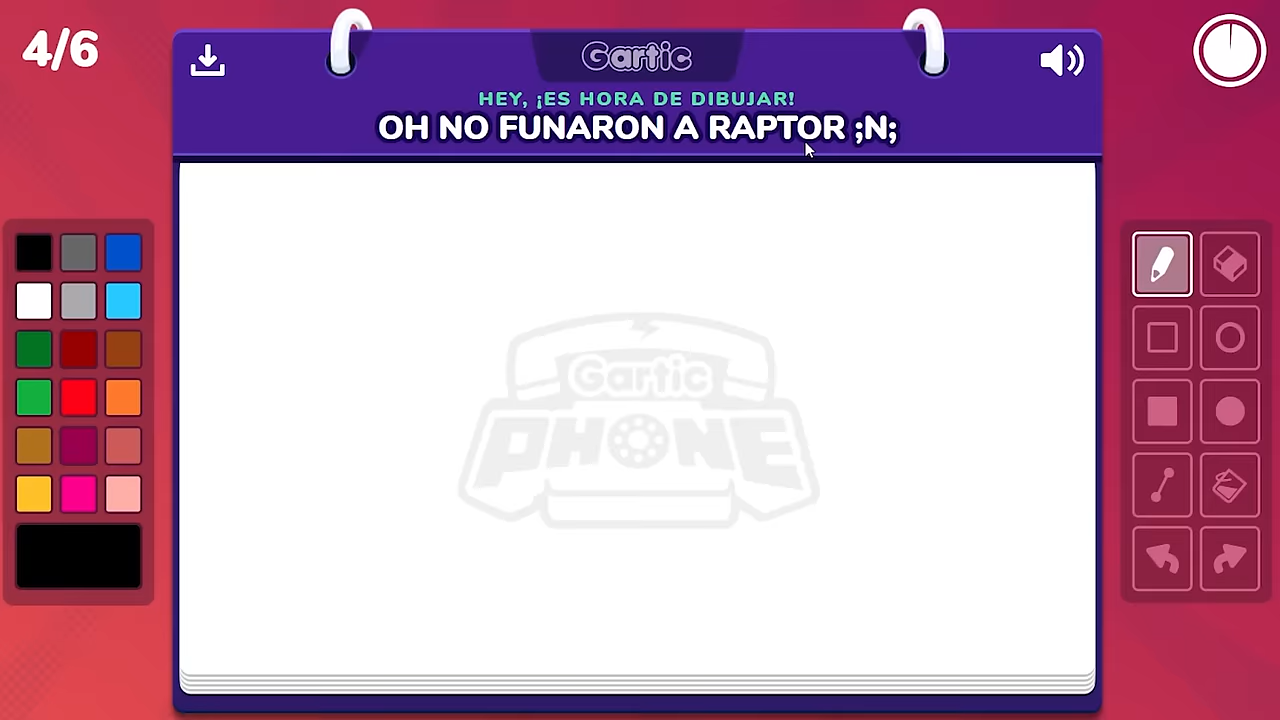 4/6
Gartic
HEY, ¡ES HORA DE DIBUJAR!
OH NO FUNARON A RAPTOR ;N;
Gartic
PHONE